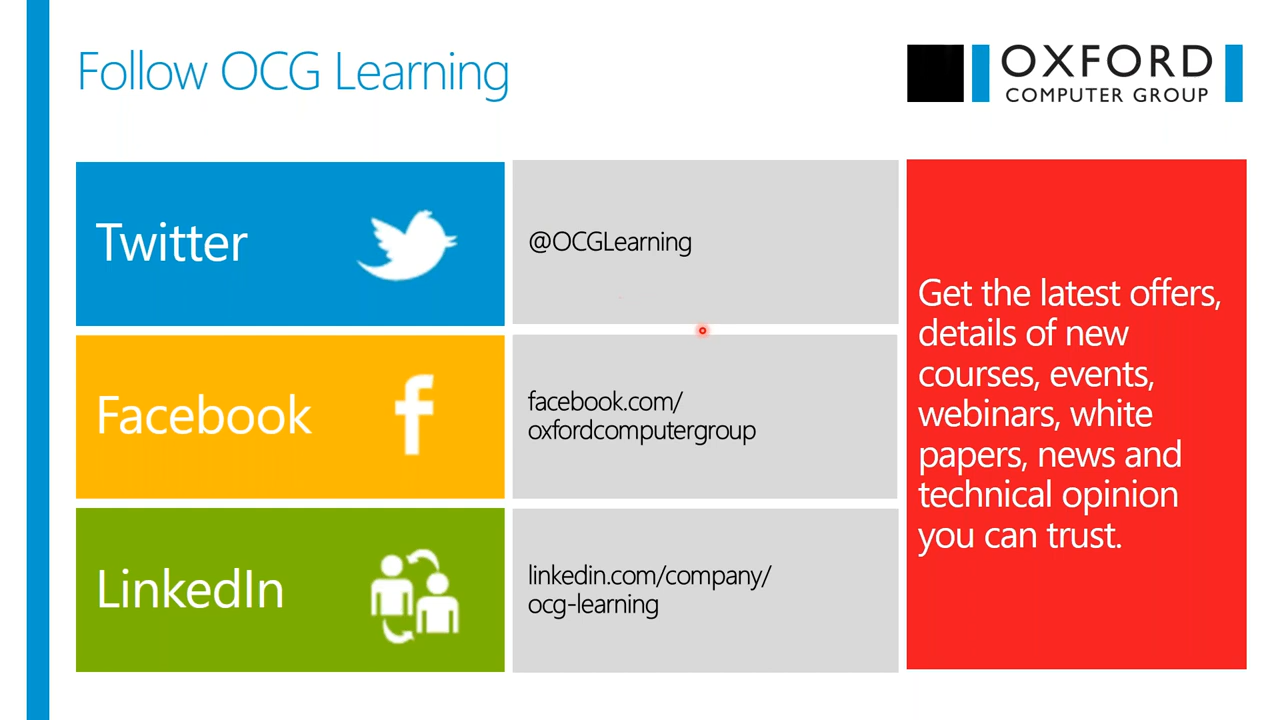 Follow OCG Learning
OXFORD
COMPUTER GROUP
Twitter
@OCGLearning
Facebook
facebook.com/
oxfordcomputergroup
LinkedIn
linkedin.com/company/
ocg-learning
Get the latest offers,
details of new
courses, events,
webinars, white
papers, news and
technical opinion
you can trust.